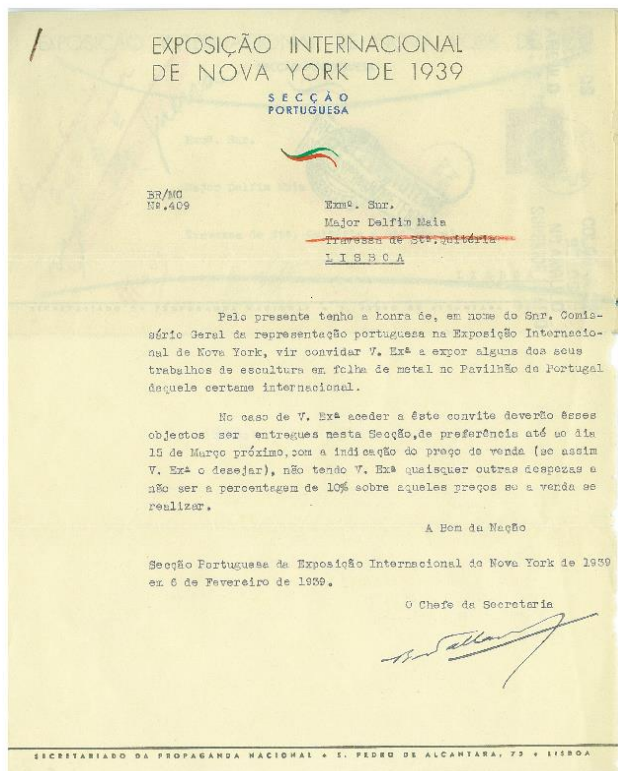 EXPOSIÇÃO INTERNACIONAL
DE NOVA YORK DE 1939
SECÇÃO
PORTUGUESA
BR/MC
Nº.409
Exmº. Snr.
Major Delfim Maia
Travessa de Stª.Quitéria
LISBOA
Pelo presente tenho a honra de, em nome do Snr. Comis-
sário Geral da representação portuguesa na Exposição Internacio-
nal de Nova York, vir convidar V. Exª a expor alguns dos seus
trabalhos de escultura em folha de metal no Pavilhão de Portugal
daquele certame internacional.
No caso de V. Exª aceder a êste convite deverão êsses
objectos ser entregues nesta Secção,de preferência até ao dia
15 de Março próximo,com a indicação do preço de venda (se assim
V. Exª o desejar), não tendo V. Exª quaisquer outras despezas a
não ser a percentagem de 10% sobre aqueles preços se a venda se
realizar.
A Bem da Nação
Secção Portuguesa da Exposição Internacional de Nova York de 1939
em 6 de Fevereiro de 1939.
O Chefe da Secretaria
SECRETARIADO DA PROPAGANDA NACIONAL • S. PEDRO DE ALCANTARA, 75 • LISBOA